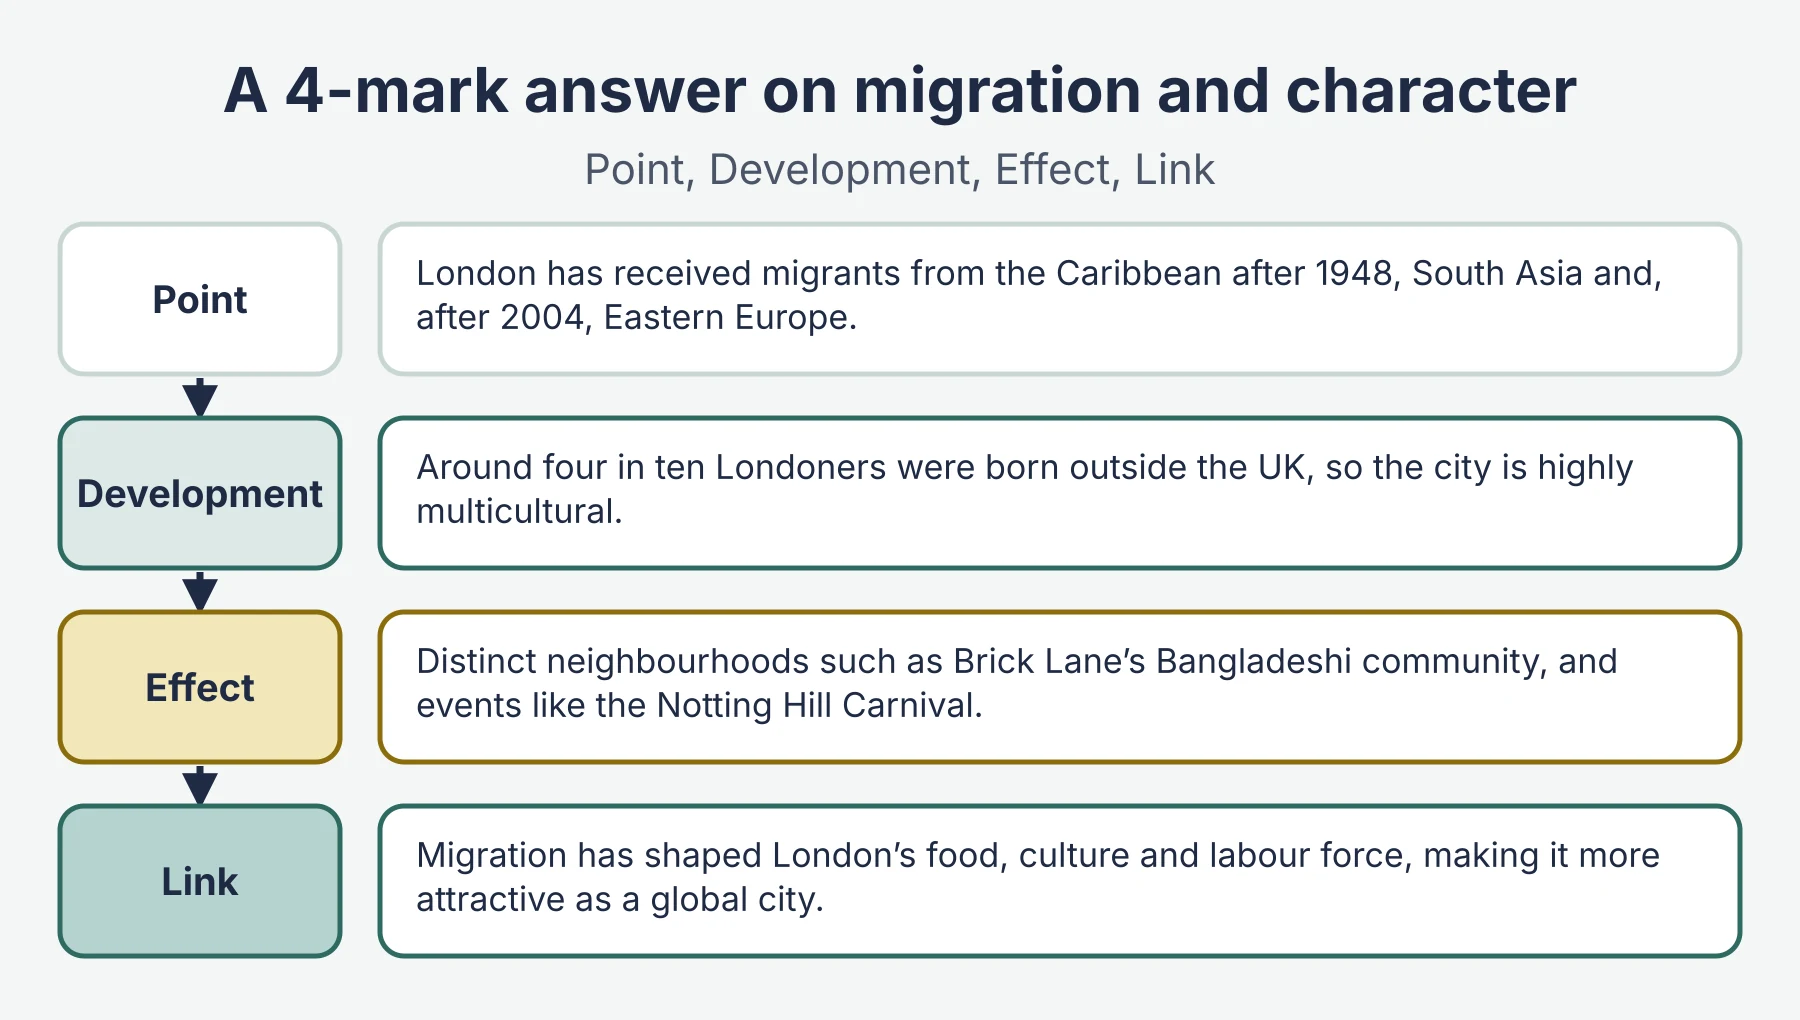 A 4-mark answer on migration and character
Point, Development, Effect, Link
Point
London has received migrants from the Caribbean after 1948, South Asia and,
after 2004, Eastern Europe.
Development
Around four in ten Londoners were born outside the UK, so the city is highly
multicultural.
Effect
Distinct neighbourhoods such as Brick Lane’s Bangladeshi community, and
events like the Notting Hill Carnival.
Link
Migration has shaped London’s food, culture and labour force, making it more
attractive as a global city.